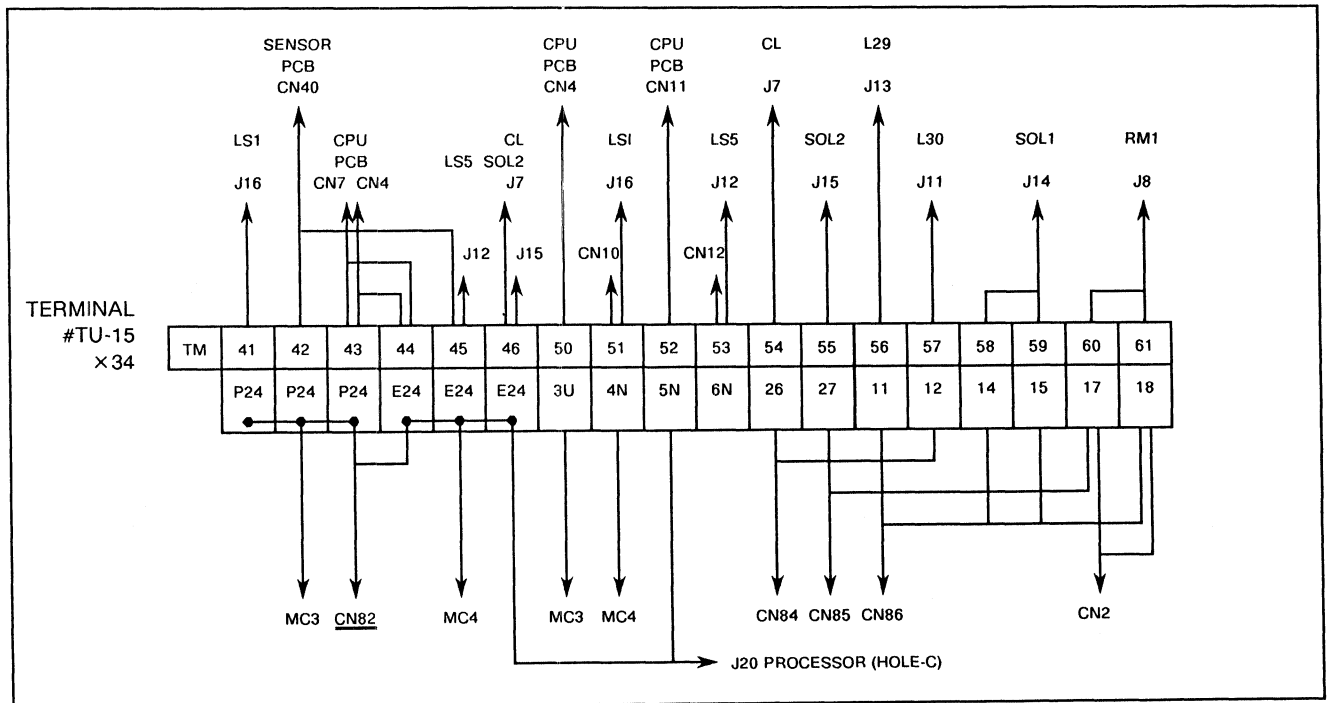 SENSOR
PCB
CN40
CPU
PCB
CN4
CPU
PCB
CN11
CL
J7
L29
J13
LS1
J16
CPU
PCB
CN7 CN4
LS5
J12
CL
SOL2
J7
J15
LSI
J16
CN10
LS5
J12
CN12
SOL2
J15
L30
J11
SOL1
J14
RM1
J8
TERMINAL
#TU-15
×34
TM 41 42 43 44 45 46 50 51 52 53 54 55 56 57 58 59 60 61
P24 P24 P24 E24 E24 E24 3U 4N 5N 6N 26 27 11 12 14 15 17 18
MC3 CN82 MC4 MC3 MC4 CN84 CN85 CN86 CN2
J20 PROCESSOR (HOLE-C)